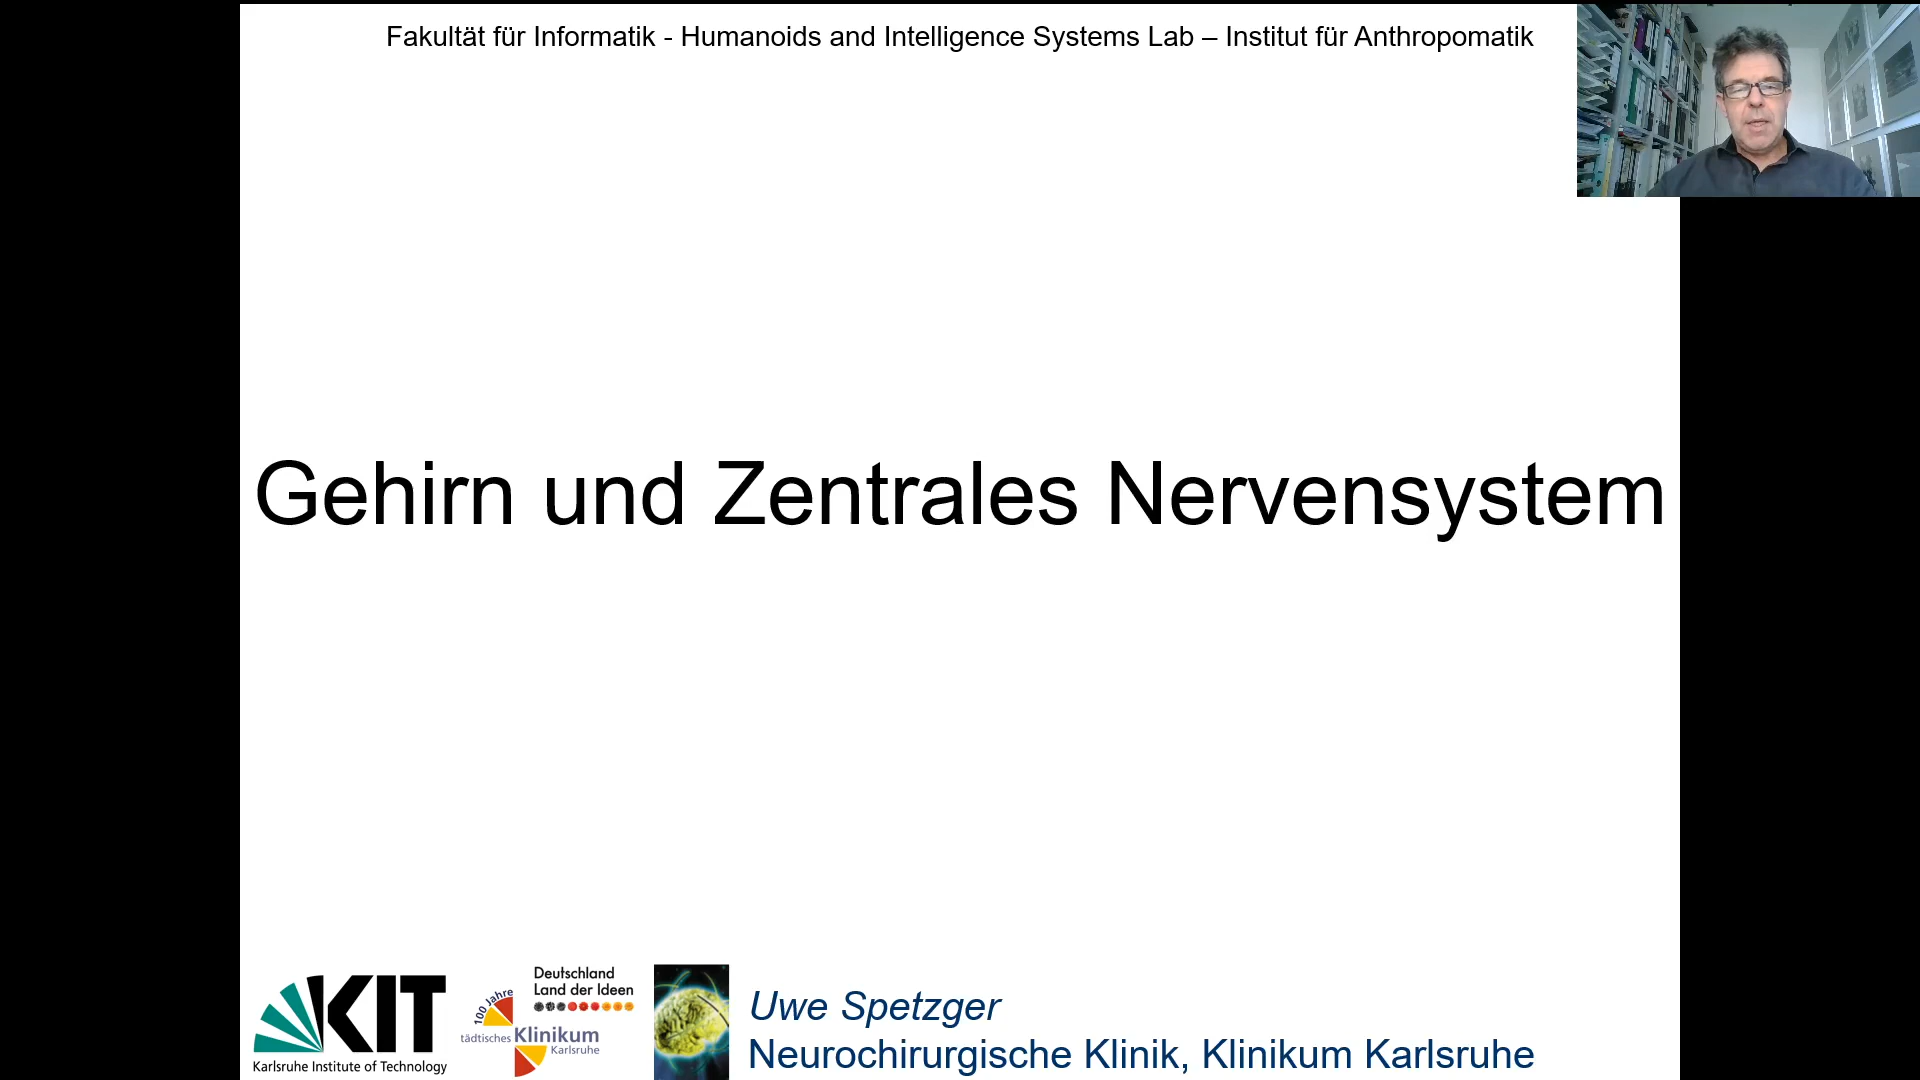 Fakultät für Informatik - Humanoids and Intelligence Systems Lab – Institut für Anthropomatik
Gehirn und Zentrales Nervensystem
KIT
Karlsruhe Institute of Technology
Deutschland
Land der Ideen
100 Jahre
tädtisches Klinikum
Karlsruhe
Uwe Spetzger
Neurochirurgische Klinik, Klinikum Karlsruhe